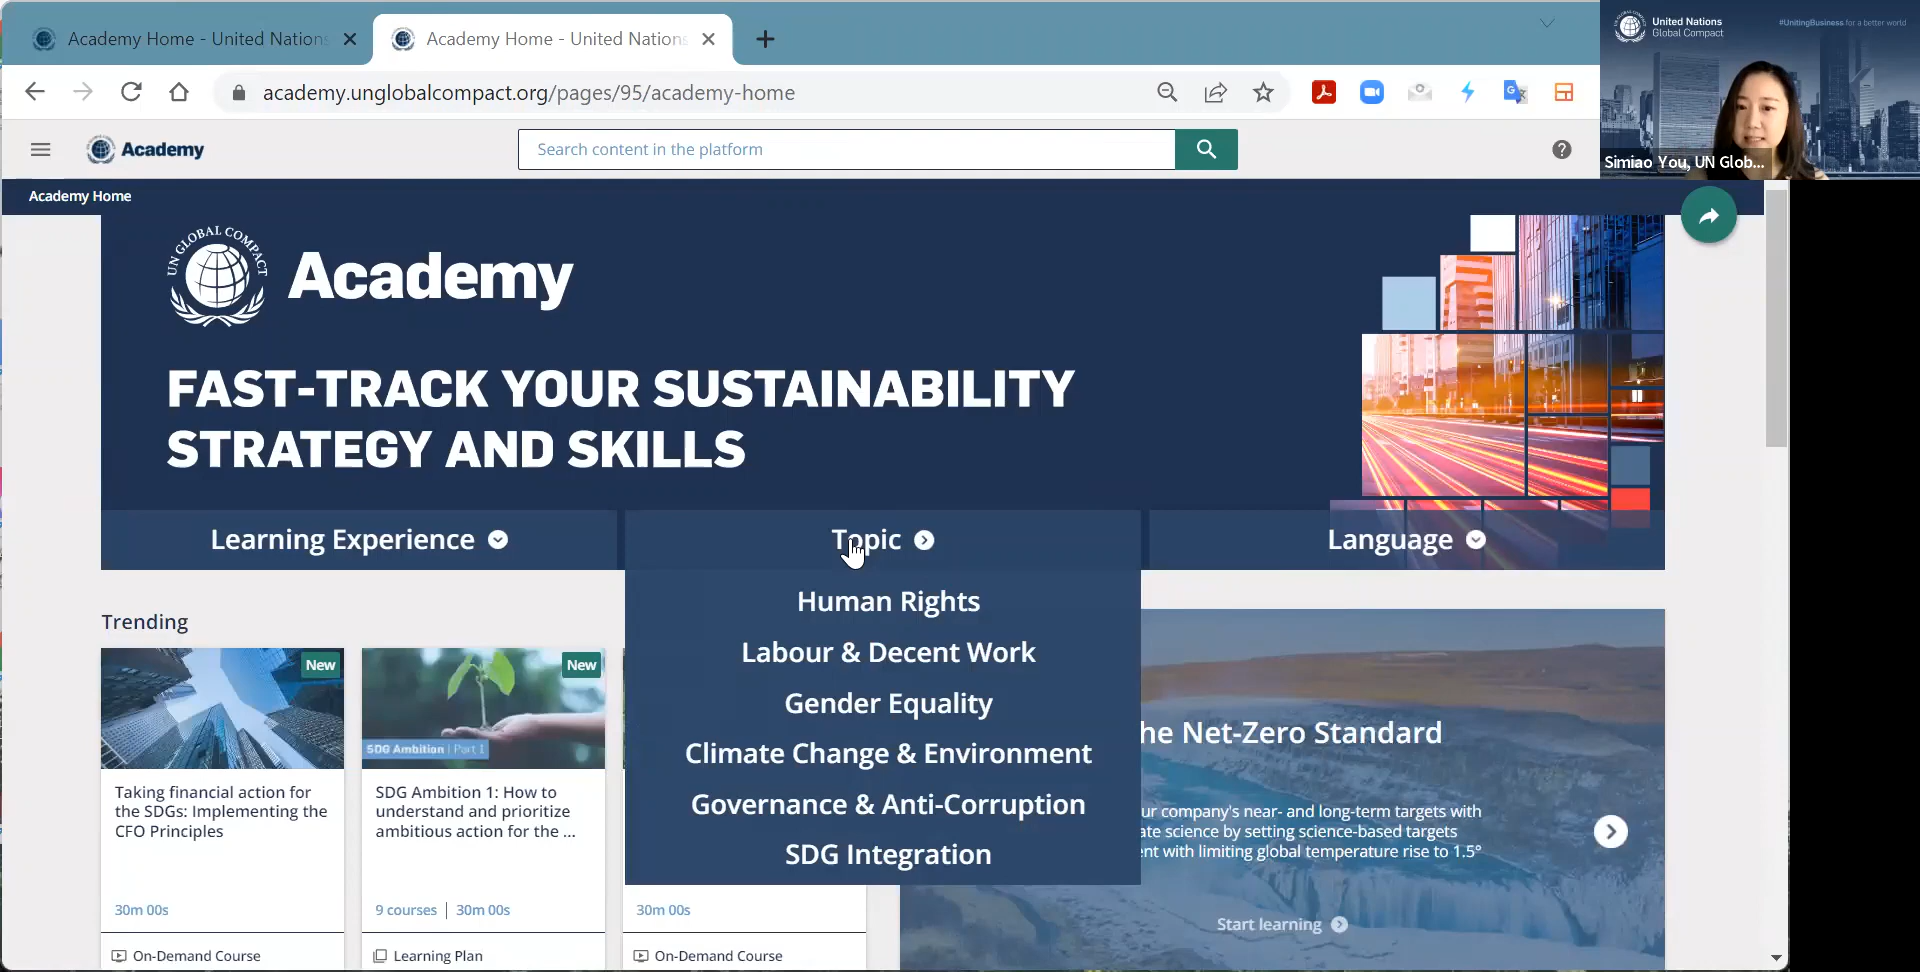 Academy Home - United Nations
Academy Home - United Nations
academy.unglobalcompact.org/pages/95/academy-home
United Nations
Global Compact
#UnitingBusiness for a better world
Simiao You, UN Glob...
Academy
Search content in the platform
Academy Home
UN GLOBAL COMPACT
Academy
FAST-TRACK YOUR SUSTAINABILITY
STRATEGY AND SKILLS
Learning Experience
Topic
Language
Human Rights
Labour & Decent Work
Gender Equality
Climate Change & Environment
Governance & Anti-Corruption
SDG Integration
Trending
New
Taking financial action for
the SDGs: Implementing the
CFO Principles
30m 00s
On-Demand Course
New
SDG Ambition | Part 1
SDG Ambition 1: How to
understand and prioritize
ambitious action for the ...
9 courses | 30m 00s
Learning Plan
30m 00s
On-Demand Course
he Net-Zero Standard
ur company's near- and long-term targets with
ate science by setting science-based targets
nt with limiting global temperature rise to 1.5°
Start learning